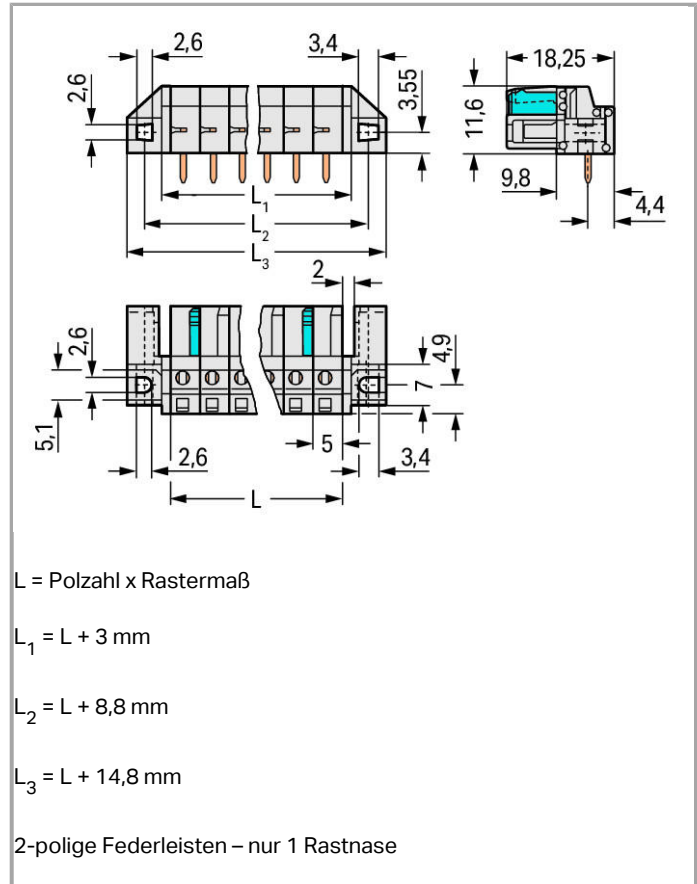 2,6
3,4
18,25
2,6
3,55
11,6
9,8
4,4
L1
L2
L3
2
2,6
4,9
7
5,1
2,6
5
3,4
L
L = Polzahl x Rastermaß
L1 = L + 3 mm
L2 = L + 8,8 mm
L3 = L + 14,8 mm
2-polige Federleisten – nur 1 Rastnase